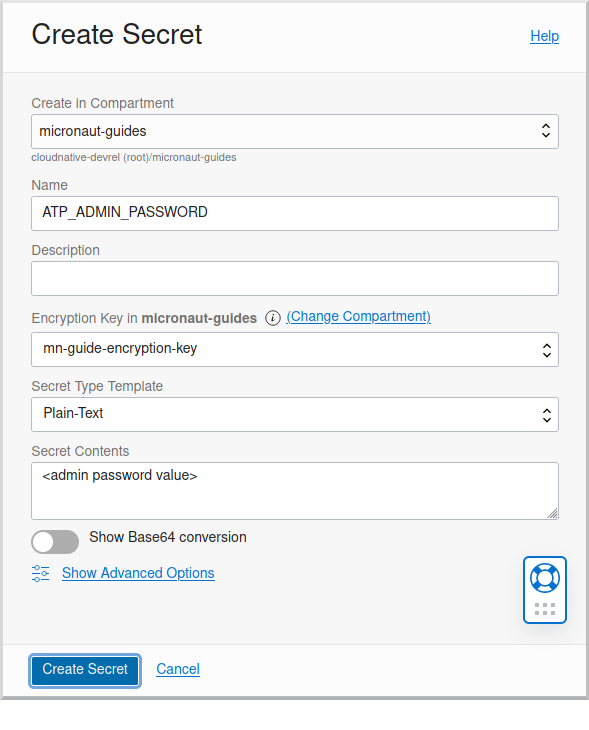 Create Secret
Help
Create in Compartment
micronaut-guides
cloudnative-devrel (root)/micronaut-guides
Name
ATP_ADMIN_PASSWORD
Description
Encryption Key in micronaut-guides i (Change Compartment)
mn-guide-encryption-key
Secret Type Template
Plain-Text
Secret Contents
<admin password value>
Show Base64 conversion
Show Advanced Options
Create Secret Cancel